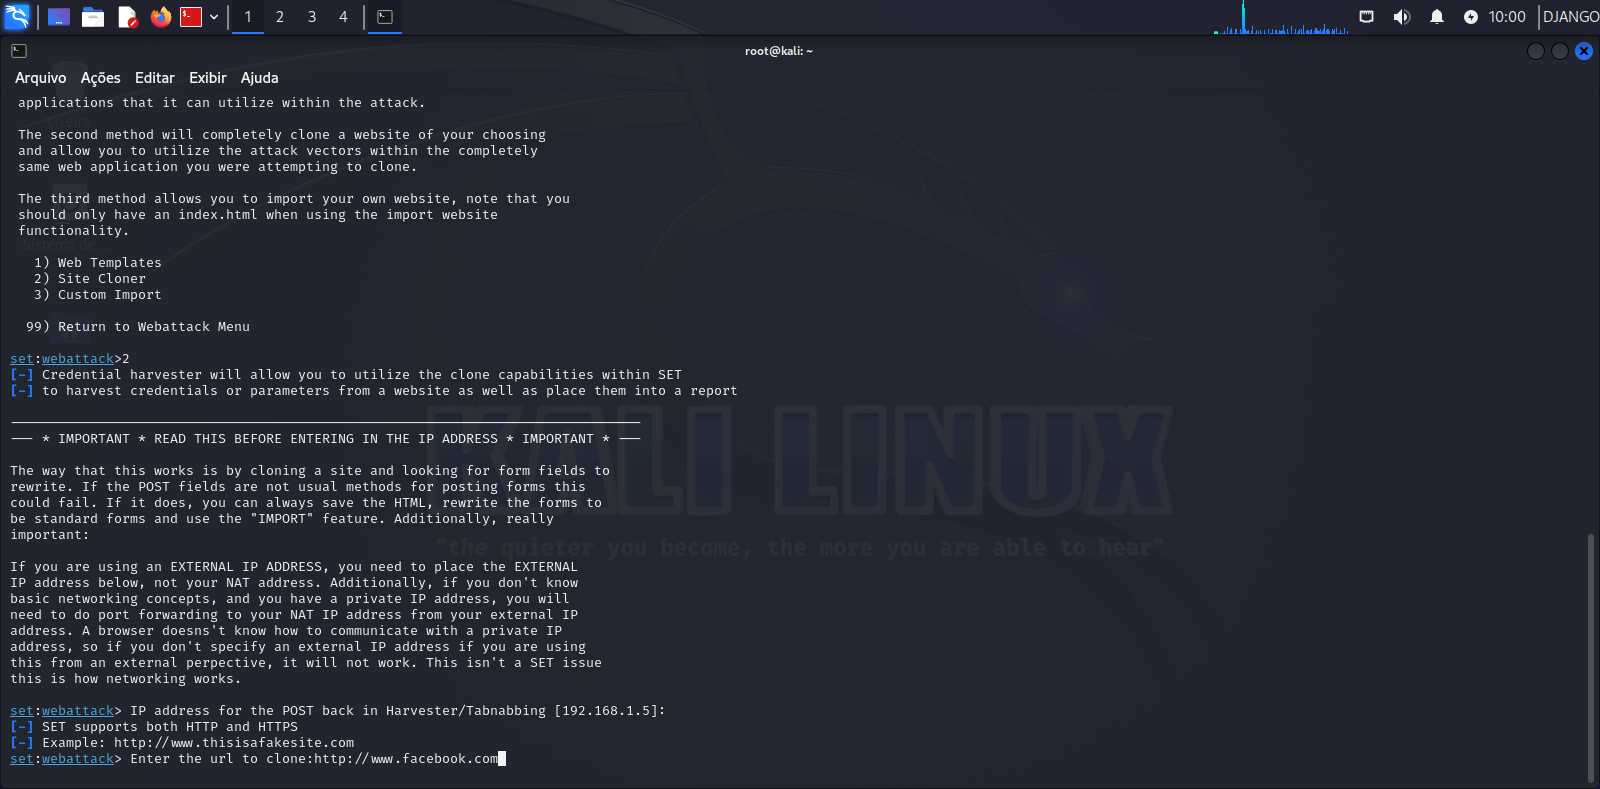 1 2 3 4 10:00 DJANGO
root@kali: ~
Arquivo Ações Editar Exibir Ajuda
applications that it can utilize within the attack.
Lixeira
The second method will completely clone a website of your choosing
and allow you to utilize the attack vectors within the completely
same web application you were attempting to clone.
The third method allows you to import your own website, note that you
should only have an index.html when using the import website
functionality.
Sistema de ...
1) Web Templates
2) Site Cloner
3) Custom Import
99) Return to Webattack Menu
set:webattack>2
[-] Credential harvester will allow you to utilize the clone capabilities within SET
[-] to harvest credentials or parameters from a website as well as place them into a report
--- * IMPORTANT * READ THIS BEFORE ENTERING IN THE IP ADDRESS * IMPORTANT * ---
KALI LINUX
"the quieter you become, the more you are able to hear"
The way that this works is by cloning a site and looking for form fields to
rewrite. If the POST fields are not usual methods for posting forms this
could fail. If it does, you can always save the HTML, rewrite the forms to
be standard forms and use the "IMPORT" feature. Additionally, really
important:
If you are using an EXTERNAL IP ADDRESS, you need to place the EXTERNAL
IP address below, not your NAT address. Additionally, if you don't know
basic networking concepts, and you have a private IP address, you will
need to do port forwarding to your NAT IP address from your external IP
address. A browser doesns't know how to communicate with a private IP
address, so if you don't specify an external IP address if you are using
this from an external perpective, it will not work. This isn't a SET issue
this is how networking works.
set:webattack> IP address for the POST back in Harvester/Tabnabbing [192.168.1.5]:
[-] SET supports both HTTP and HTTPS
[-] Example: http://www.thisisafakesite.com
set:webattack> Enter the url to clone:http://www.facebook.com